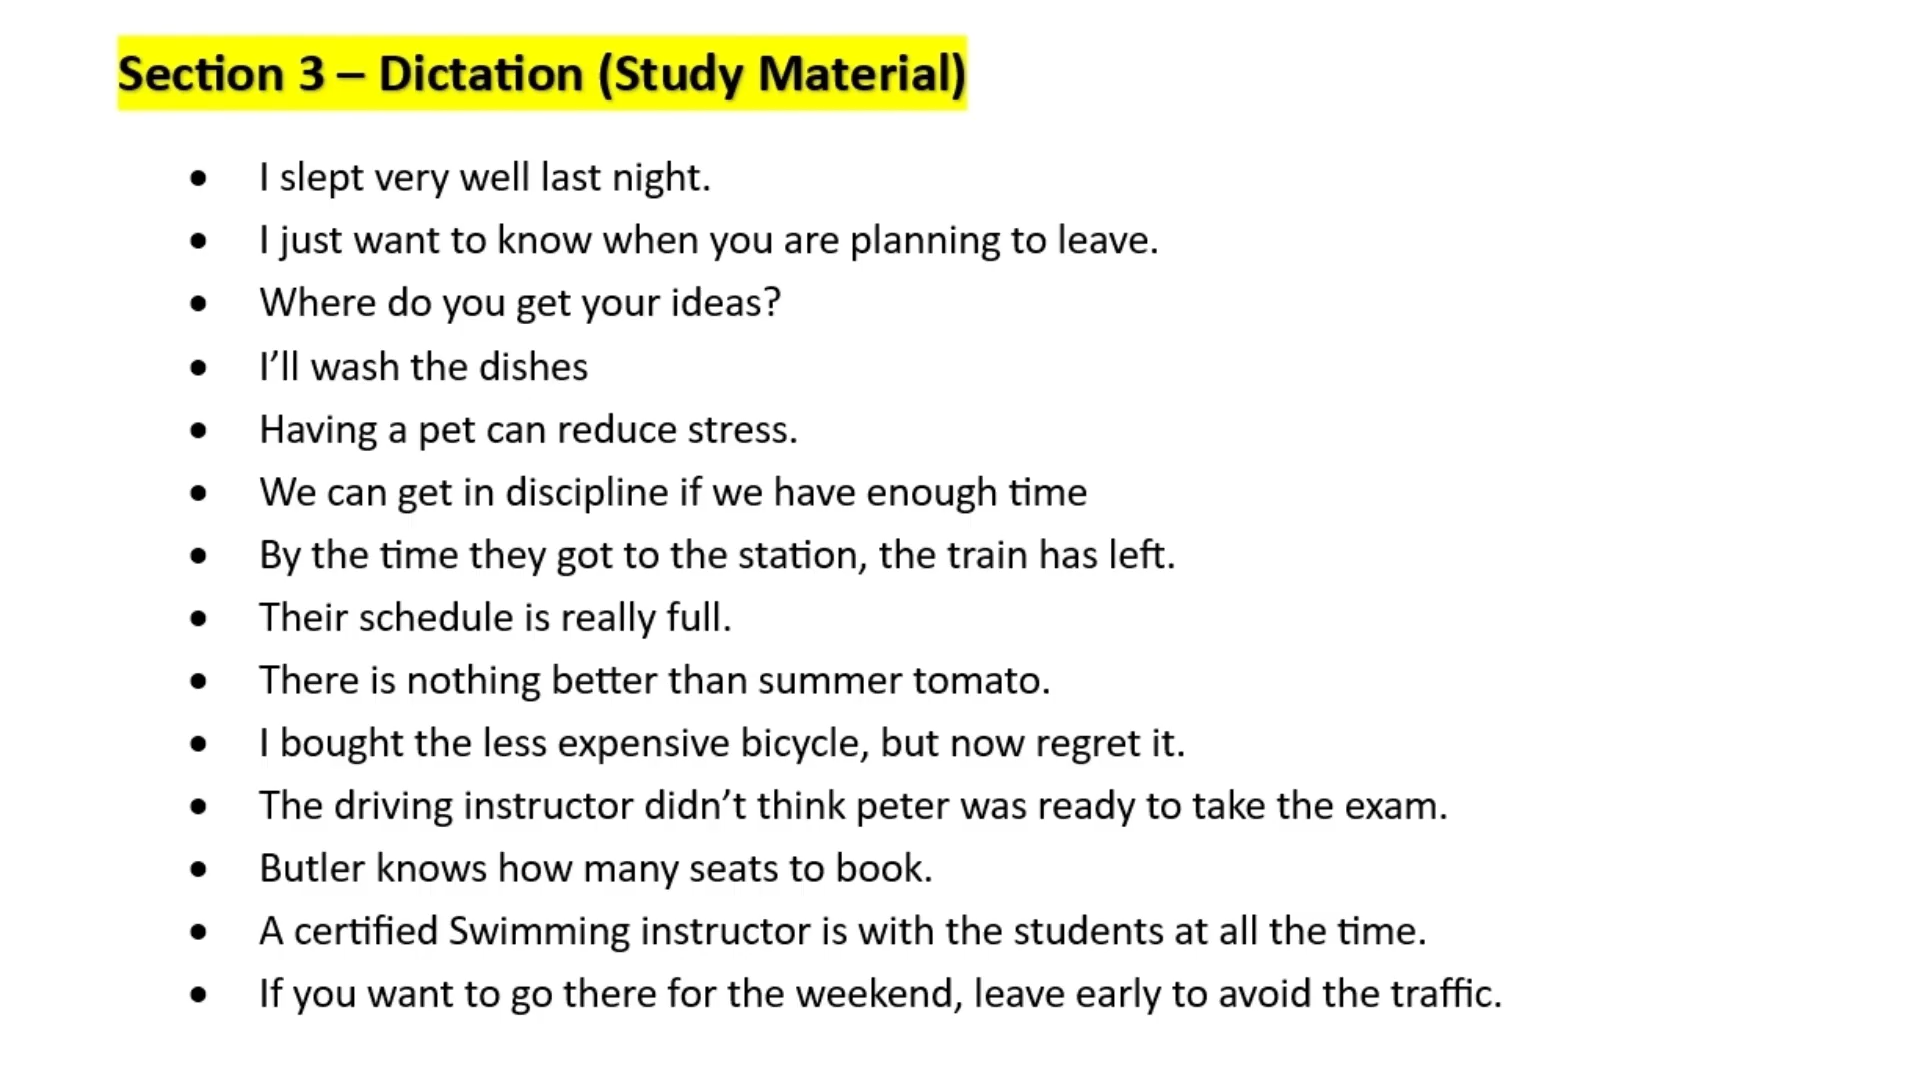 Section 3 – Dictation (Study Material)
• I slept very well last night.
• I just want to know when you are planning to leave.
• Where do you get your ideas?
• I’ll wash the dishes
• Having a pet can reduce stress.
• We can get in discipline if we have enough time
• By the time they got to the station, the train has left.
• Their schedule is really full.
• There is nothing better than summer tomato.
• I bought the less expensive bicycle, but now regret it.
• The driving instructor didn’t think peter was ready to take the exam.
• Butler knows how many seats to book.
• A certified Swimming instructor is with the students at all the time.
• If you want to go there for the weekend, leave early to avoid the traffic.